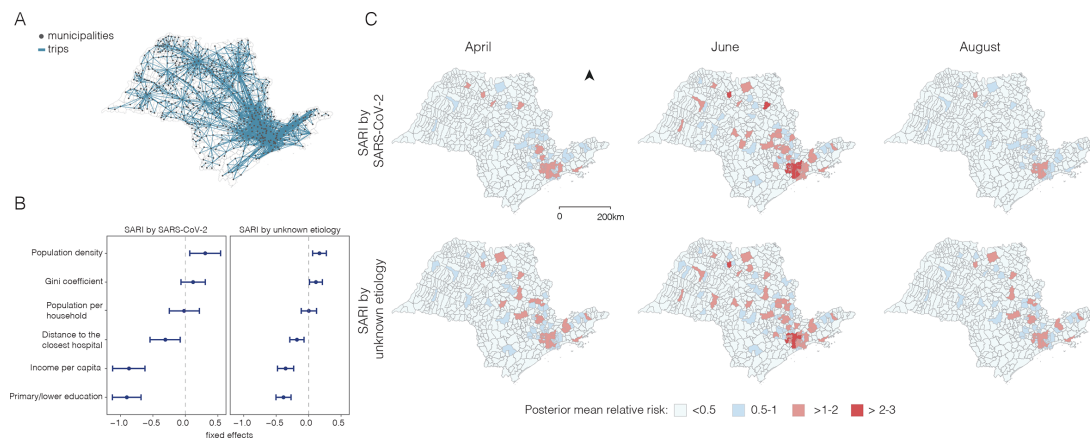 A
municipalities
trips
B
SARI by SARS-CoV-2
SARI by unknown etiology
Population density
Gini coefficient
Population per
household
Distance to the
closest hospital
Income per capita
Primary/lower education
−1.0
−0.5
0.0
0.5
−1.0
−0.5
0.0
0.5
fixed effects
C
April
June
August
SARI by
SARS-CoV-2
0
200km
SARI by
unknown etiology
Posterior mean relative risk:
<0.5
0.5-1
>1-2
> 2-3